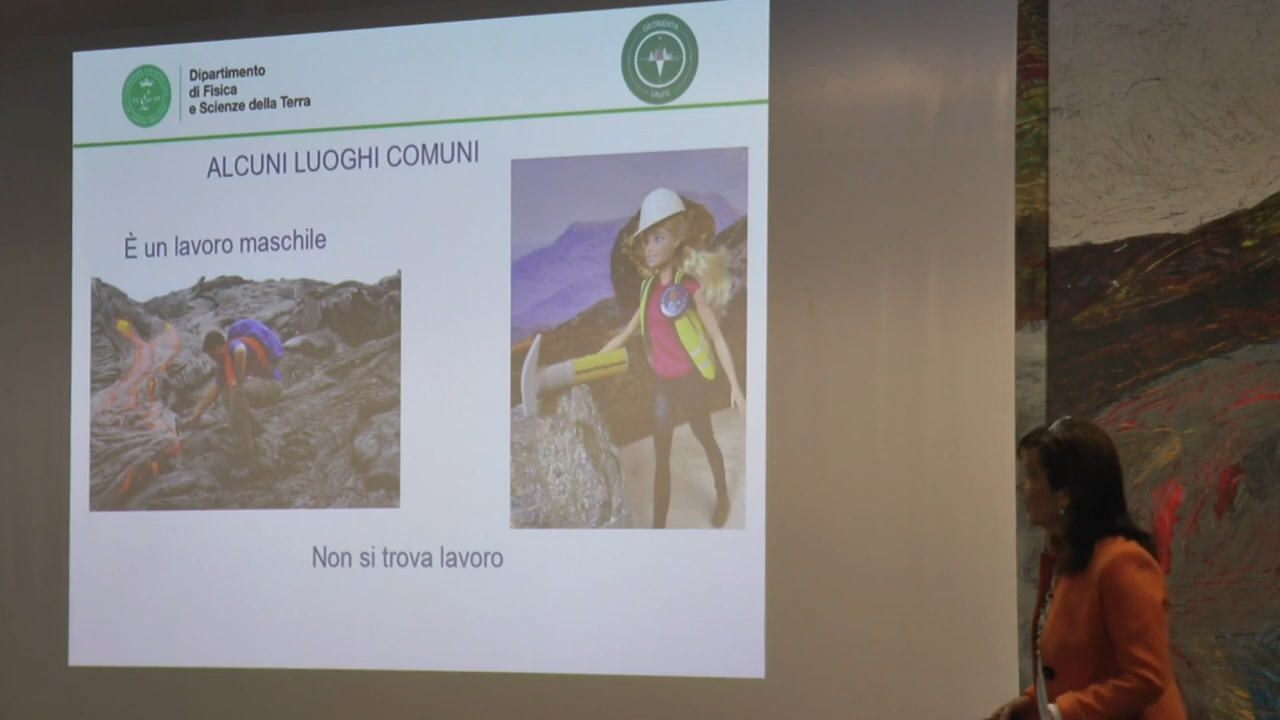 Dipartimento
di Fisica
e Scienze della Terra
ALCUNI LUOGHI COMUNI
È un lavoro maschile
Non si trova lavoro